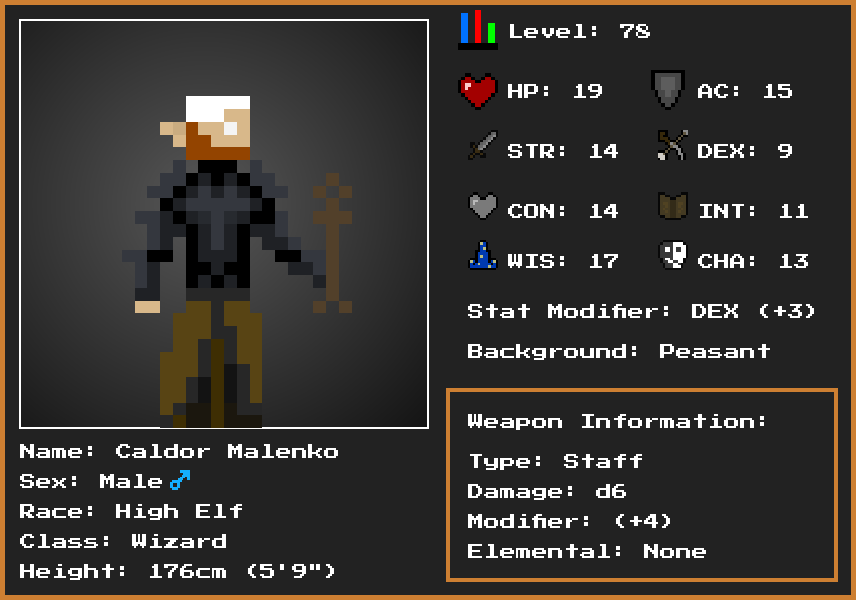 Level: 78
HP: 19
AC: 15
STR: 14
DEX: 9
CON: 14
INT: 11
WIS: 17
CHA: 13
Stat Modifier: DEX (+3)
Background: Peasant
Weapon Information:
Type: Staff
Damage: d6
Modifier: (+4)
Elemental: None
Name: Caldor Malenko
Sex: Male♂
Race: High Elf
Class: Wizard
Height: 176cm (5'9")